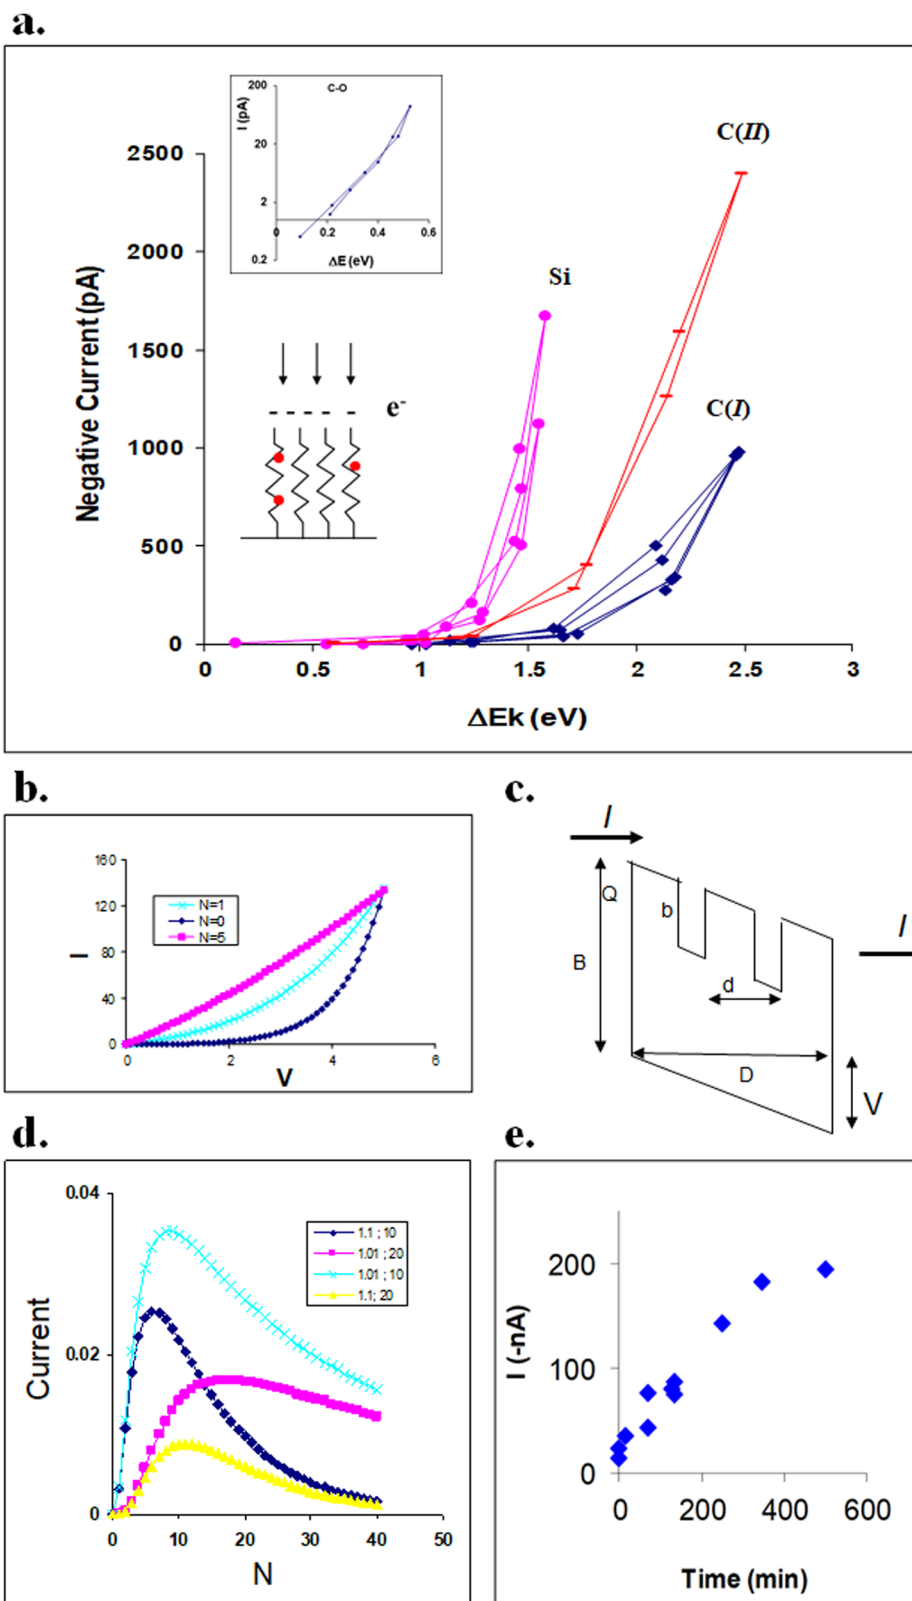 a.
200
C-O
I (pA)
20
2
0.2
0.2
0.4
0.6
ΔE (eV)
C(II)
Si
C(I)
e-
2500
2000
1500
1000
500
0
Negative Current (pA)
0
0.5
1
1.5
2
2.5
3
ΔEk (eV)
b.
160
120
80
40
0
I
N=1
N=0
N=5
0
2
4
6
V
c.
I
Q
b
B
d
D
I
V
d.
0.04
0.02
0
Current
1.1 ; 10
1.01 ; 20
1.01 ; 10
1.1; 20
0
10
20
30
40
50
N
e.
200
100
0
I (-nA)
0
200
400
600
Time (min)